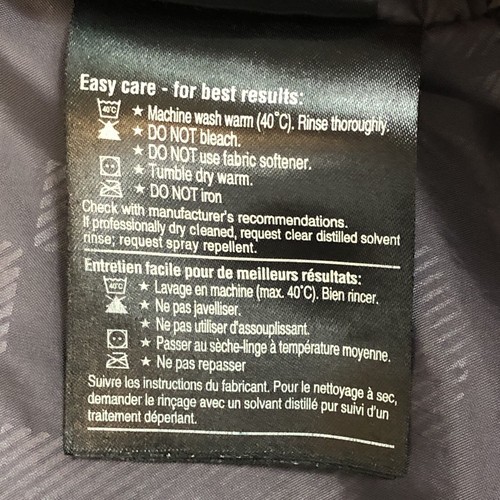 Easy care - for best results:
40°C ★ Machine wash warm (40°C). Rinse thoroughly.
★ DO NOT bleach.
★ DO NOT use fabric softener.
★ Tumble dry warm.
★ DO NOT iron
Check with manufacturer's recommendations.
If professionally dry cleaned, request clear distilled solvent
rinse; request spray repellent.
Entretien facile pour de meilleurs résultats:
40°C ★ Lavage en machine (max. 40°C). Bien rincer.
★ Ne pas javelliser.
★ Ne pas utiliser d'assouplissant.
★ Passer au sèche-linge à température moyenne.
★ Ne pas repasser
Suivre les instructions du fabricant. Pour le nettoyage à sec,
demander le rinçage avec un solvant distillé pur suivi d'un
traitement déperlant.